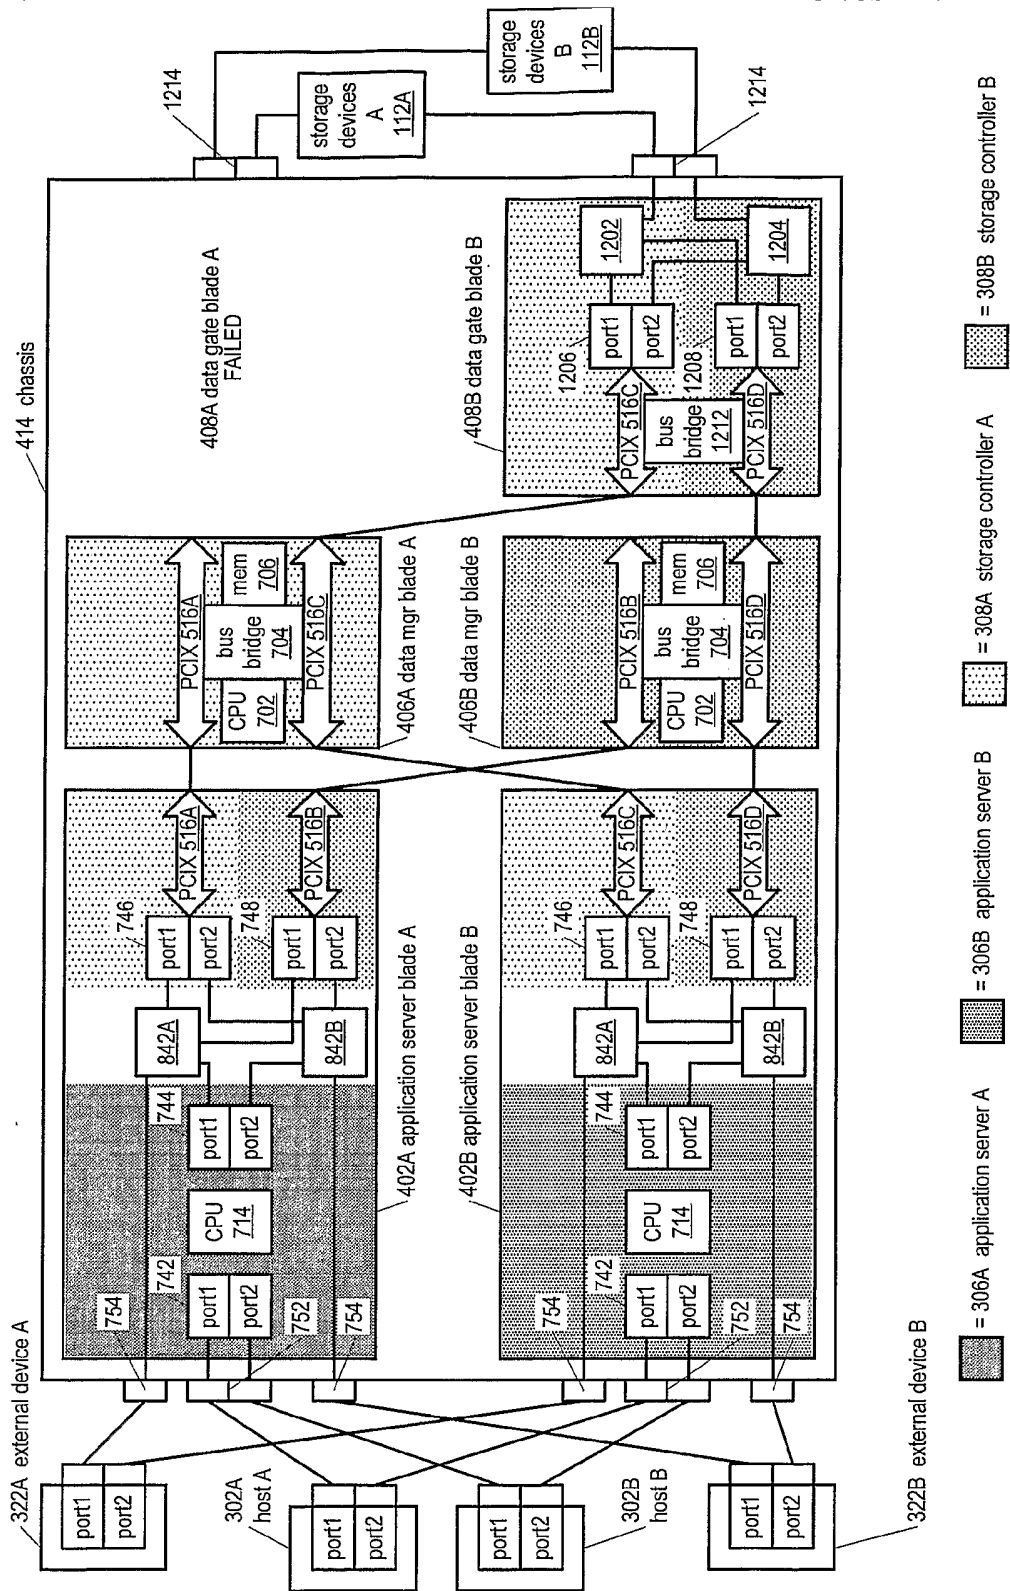 414 chassis
1214
storage
devices
A
112A
storage
devices
B
112B
1214
408A data gate blade A
FAILED
408B data gate blade B
1202
1204
1206
port1
port2
1208
port1
port2
PCIX 516C
bus
bridge
1212
PCIX 516D
406A data mgr blade A
PCIX 516A
CPU
702
bus
bridge
704
mem
706
PCIX 516C
406B data mgr blade B
PCIX 516B
CPU
702
bus
bridge
704
mem
706
PCIX 516D
402A application server blade A
754
742
port1
port2
752
754
CPU
714
744
port1
port2
842A
842B
746
port1
port2
748
port1
port2
PCIX 516A
PCIX 516B
402B application server blade B
754
742
port1
port2
752
754
CPU
714
744
port1
port2
842A
842B
746
port1
port2
748
port1
port2
PCIX 516C
PCIX 516D
322A external device A
port1
port2
302A
host A
port1
port2
302B
host B
port1
port2
322B external device B
port1
port2
= 306A application server A
= 306B application server B
= 308A storage controller A
= 308B storage controller B